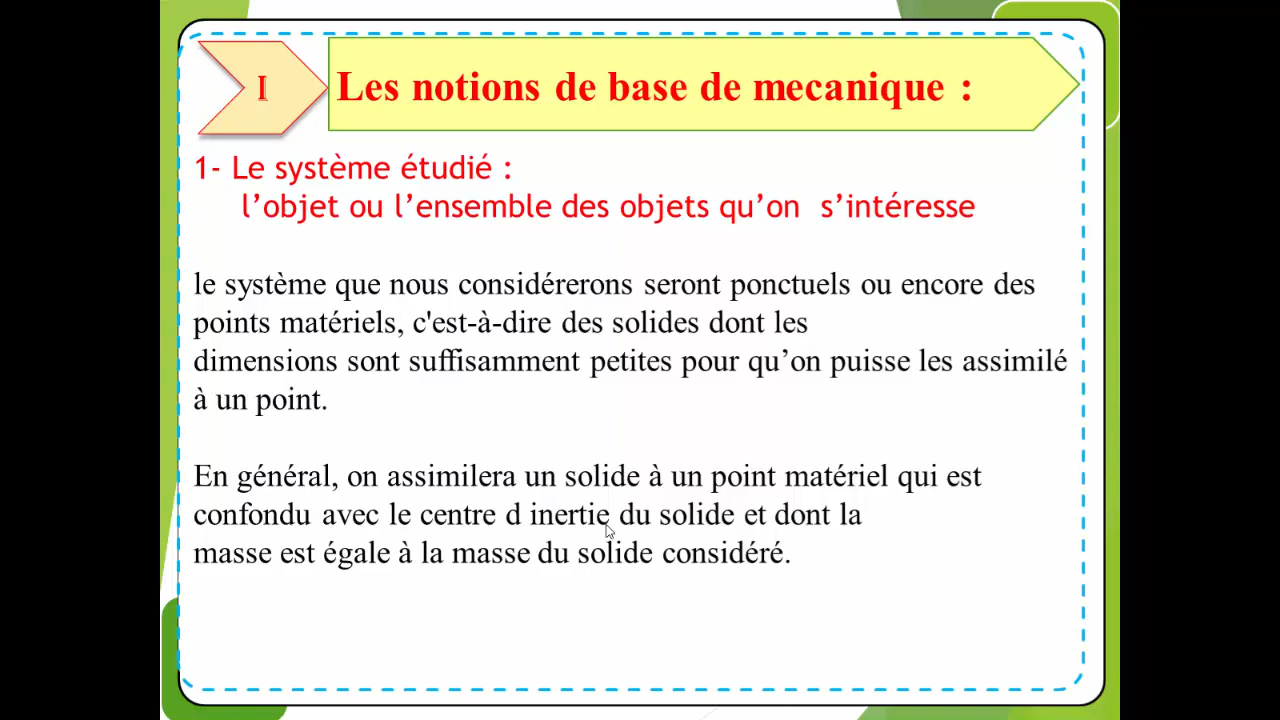 I
Les notions de base de mecanique :
1- Le système étudié :
l’objet ou l’ensemble des objets qu’on s’intéresse
le système que nous considérerons seront ponctuels ou encore des
points matériels, c'est-à-dire des solides dont les
dimensions sont suffisamment petites pour qu’on puisse les assimilé
à un point.
En général, on assimilera un solide à un point matériel qui est
confondu avec le centre d inertie du solide et dont la
masse est égale à la masse du solide considéré.